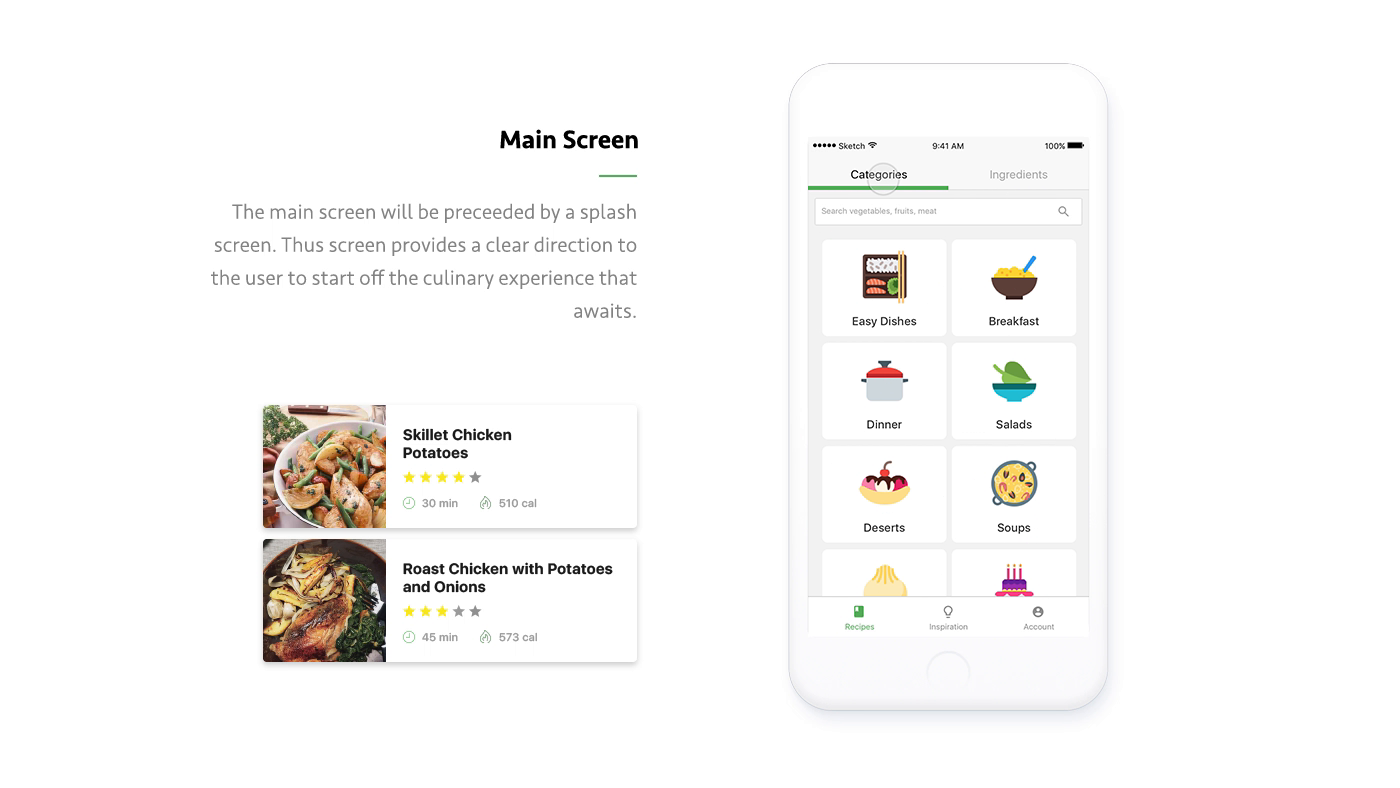 Main Screen
The main screen will be preceeded by a splash
screen. Thus screen provides a clear direction to
the user to start off the culinary experience that
awaits.
Skillet Chicken
Potatoes
30 min 510 cal
Roast Chicken with Potatoes
and Onions
45 min 573 cal
Sketch 9:41 AM 100%
Categories Ingredients
Search vegetables, fruits, meat
Easy Dishes Breakfast
Dinner Salads
Deserts Soups
Recipes Inspiration Account